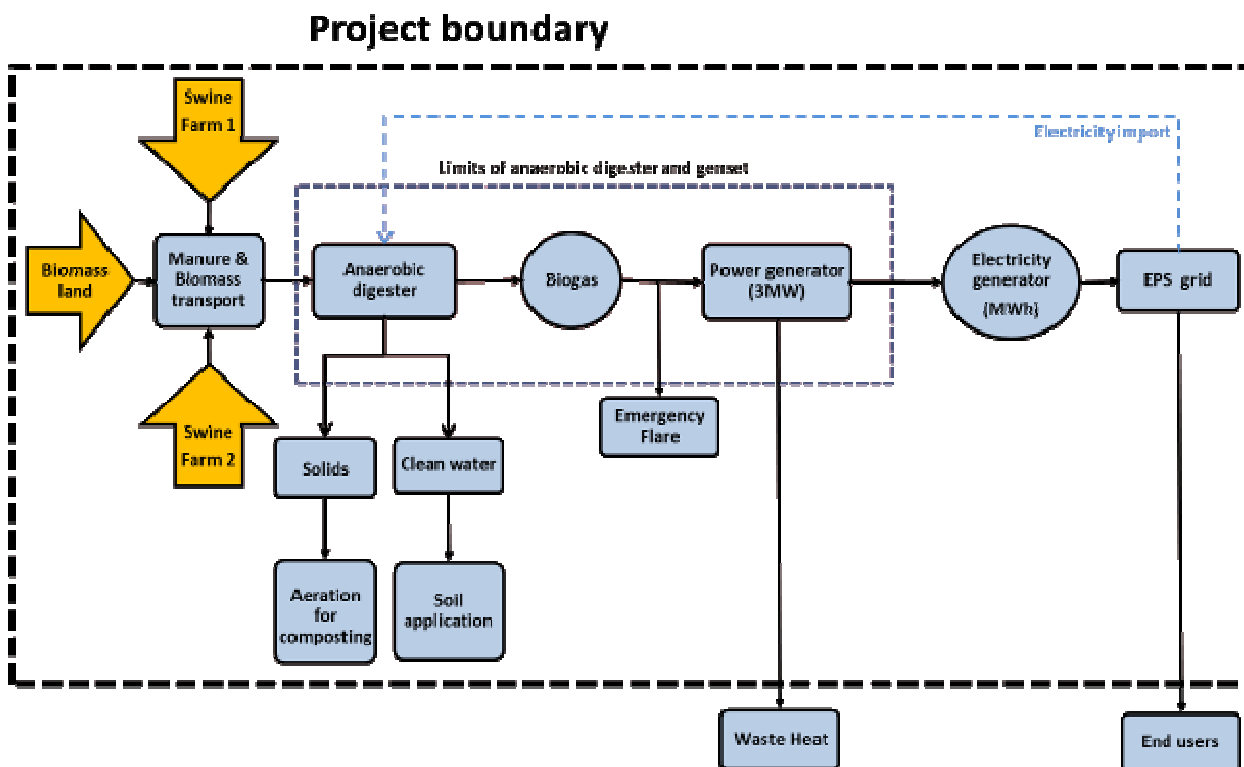 Project boundary
Swine
Farm 1
Electricity import
Limits of anaerobic digester and genset
Biomass
land
Manure &
Biomass
transport
Anaerobic
digester
Biogas
Power generator
(3MW)
Electricity
generator
(MWh)
EPS grid
Swine
Farm 2
Solids
Clean water
Emergency
Flare
Aeration
for
composting
Soil
application
Waste Heat
End users